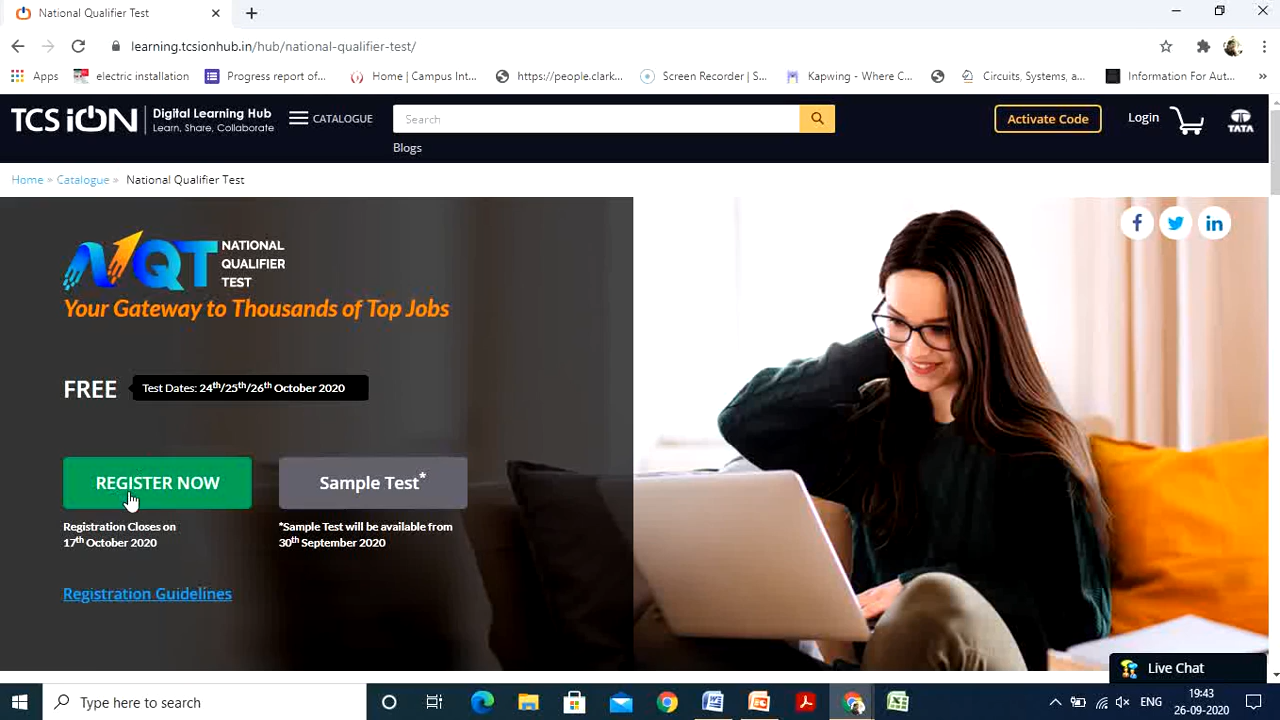 National Qualifier Test
learning.tcsionhub.in/hub/national-qualifier-test/
Apps
electric installation
Progress report of...
Home | Campus Int...
https://people.clark...
Screen Recorder | S...
Kapwing - Where C...
Circuits, Systems, a...
Information For Aut...
»
TCS iON
Digital Learning Hub
Learn, Share, Collaborate
CATALOGUE
Search
Activate Code
Login
TATA
Blogs
Home » Catalogue » National Qualifier Test
NQT
NATIONAL
QUALIFIER
TEST
Your Gateway to Thousands of Top Jobs
FREE
Test Dates: 24th/25th/26th October 2020
REGISTER NOW
Sample Test*
Registration Closes on
17th October 2020
*Sample Test will be available from
30th September 2020
Registration Guidelines
Live Chat
Type here to search
ENG
19:43
26-09-2020